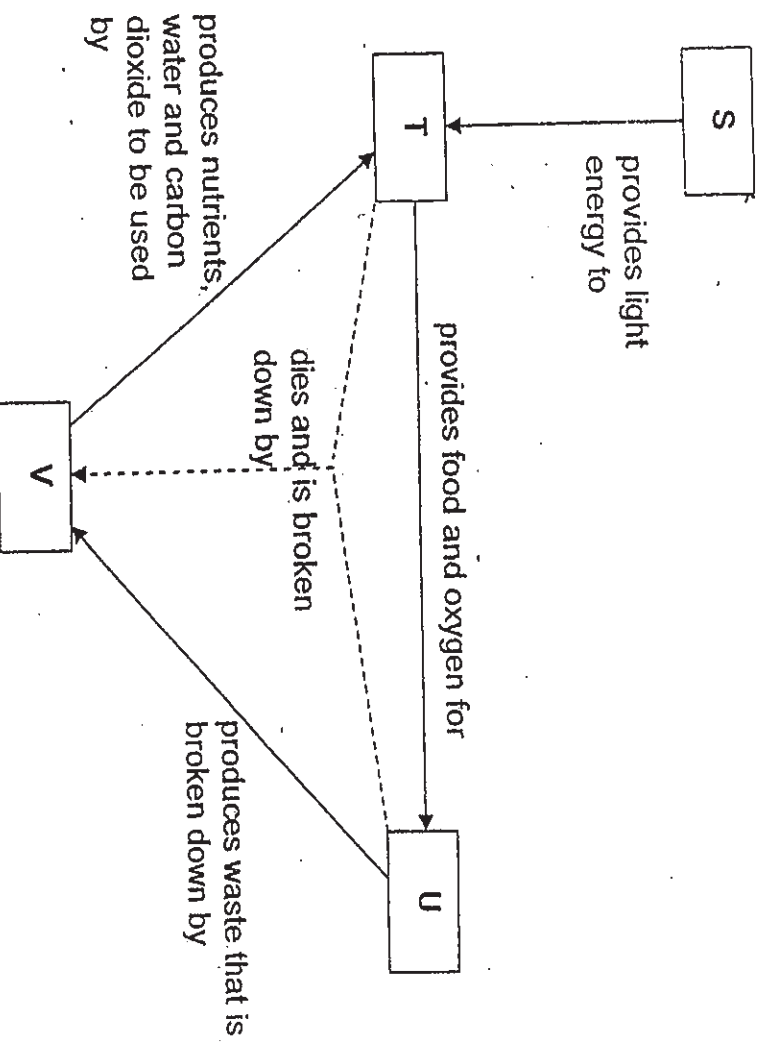 S
provides light
energy to
T
provides food and oxygen for
U
produces nutrients,
water and carbon
dioxide to be used
by
dies and is broken
down by
produces waste that is
broken down by
V